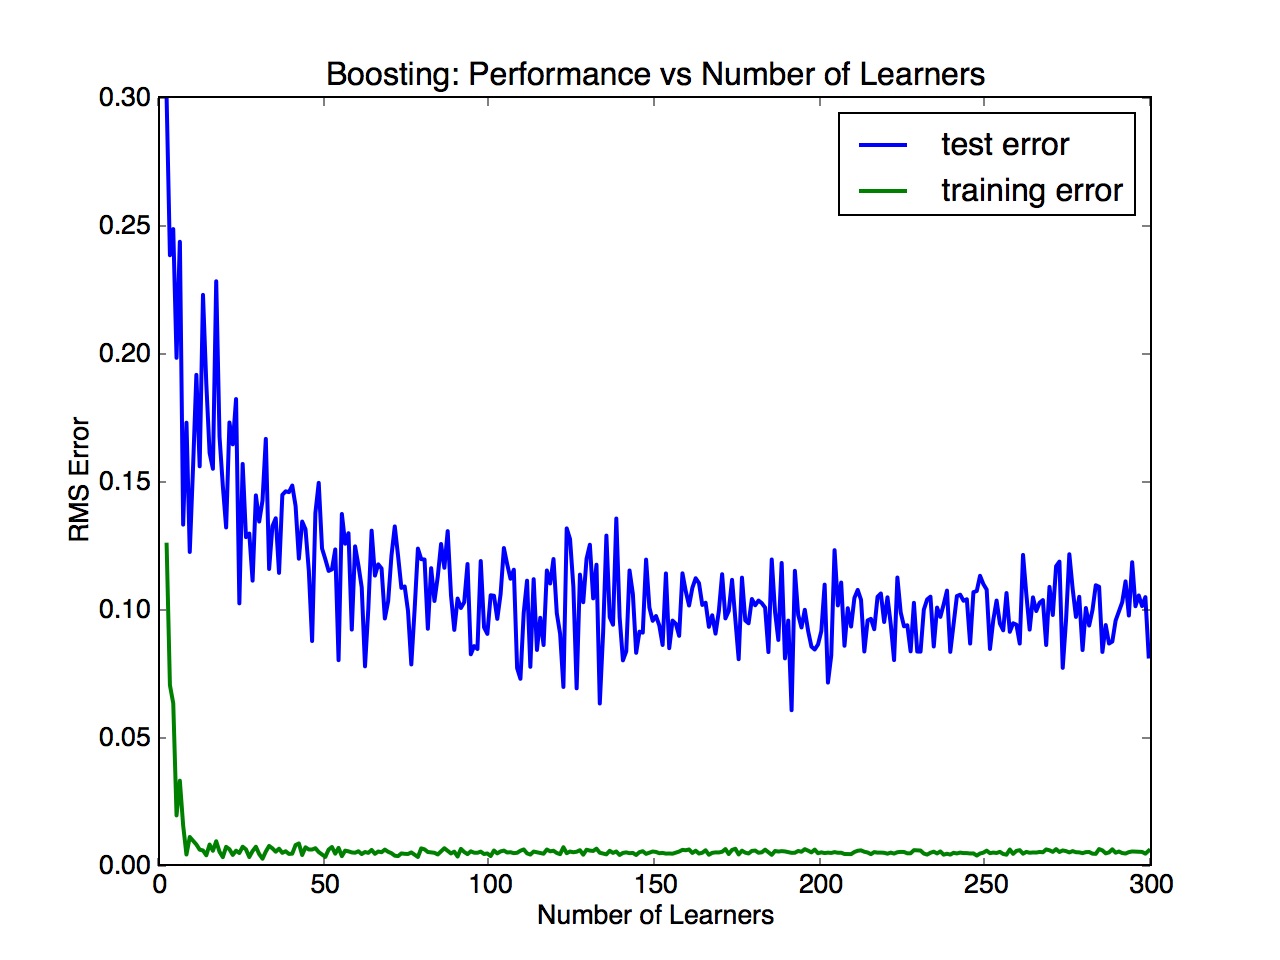 Boosting: Performance vs Number of Learners
0.30
0.25
0.20
0.15
0.10
0.05
0.00
RMS Error
test error
training error
0 50 100 150 200 250 300
Number of Learners